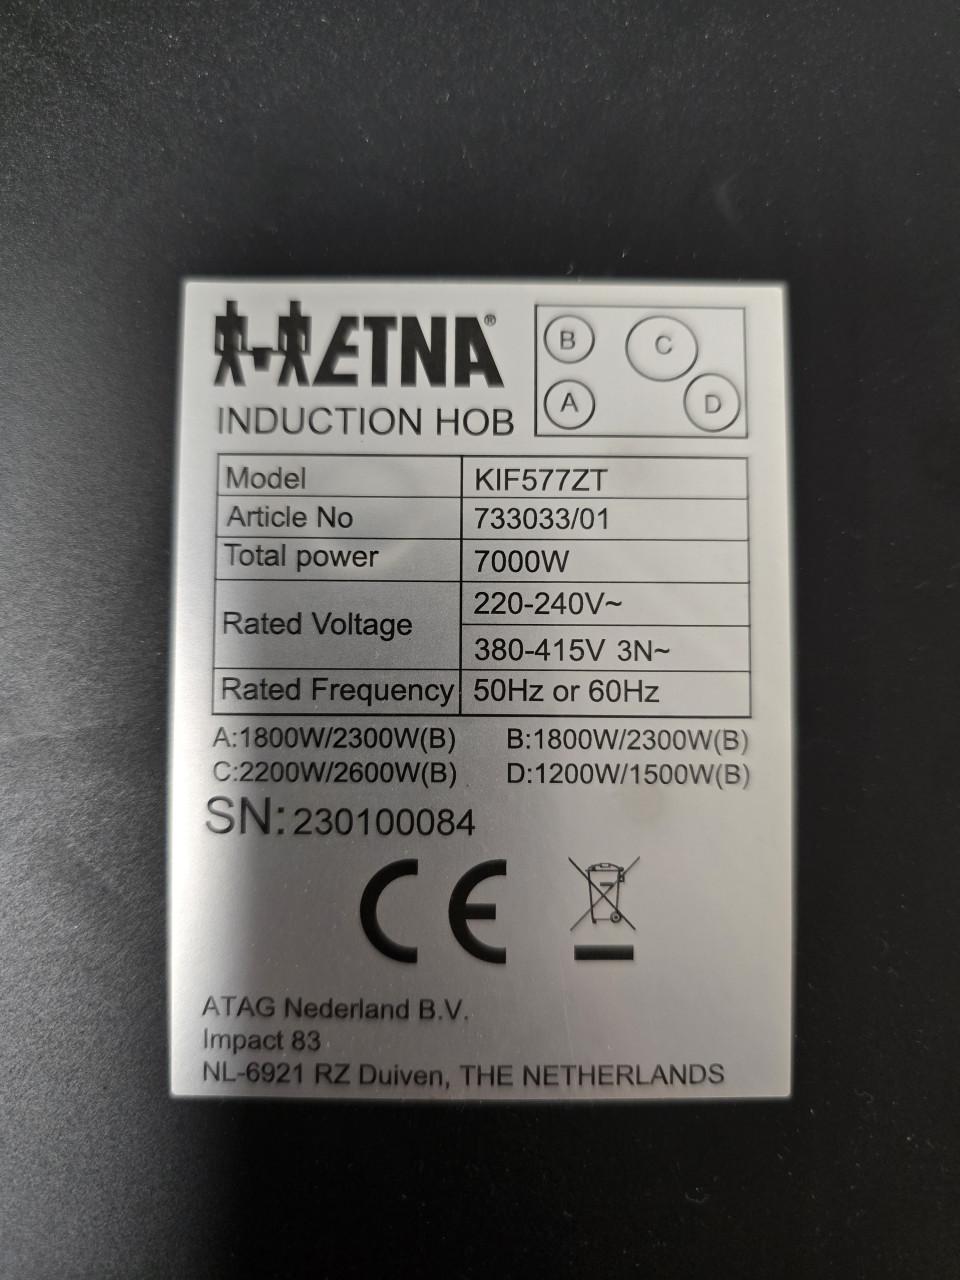 ETNA®
INDUCTION HOB
B C
A D
Model KIF577ZT
Article No 733033/01
Total power 7000W
Rated Voltage 220-240V~
380-415V 3N~
Rated Frequency 50Hz or 60Hz
A:1800W/2300W(B) B:1800W/2300W(B)
C:2200W/2600W(B) D:1200W/1500W(B)
SN:230100084
CE
ATAG Nederland B.V.
Impact 83
NL-6921 RZ Duiven, THE NETHERLANDS